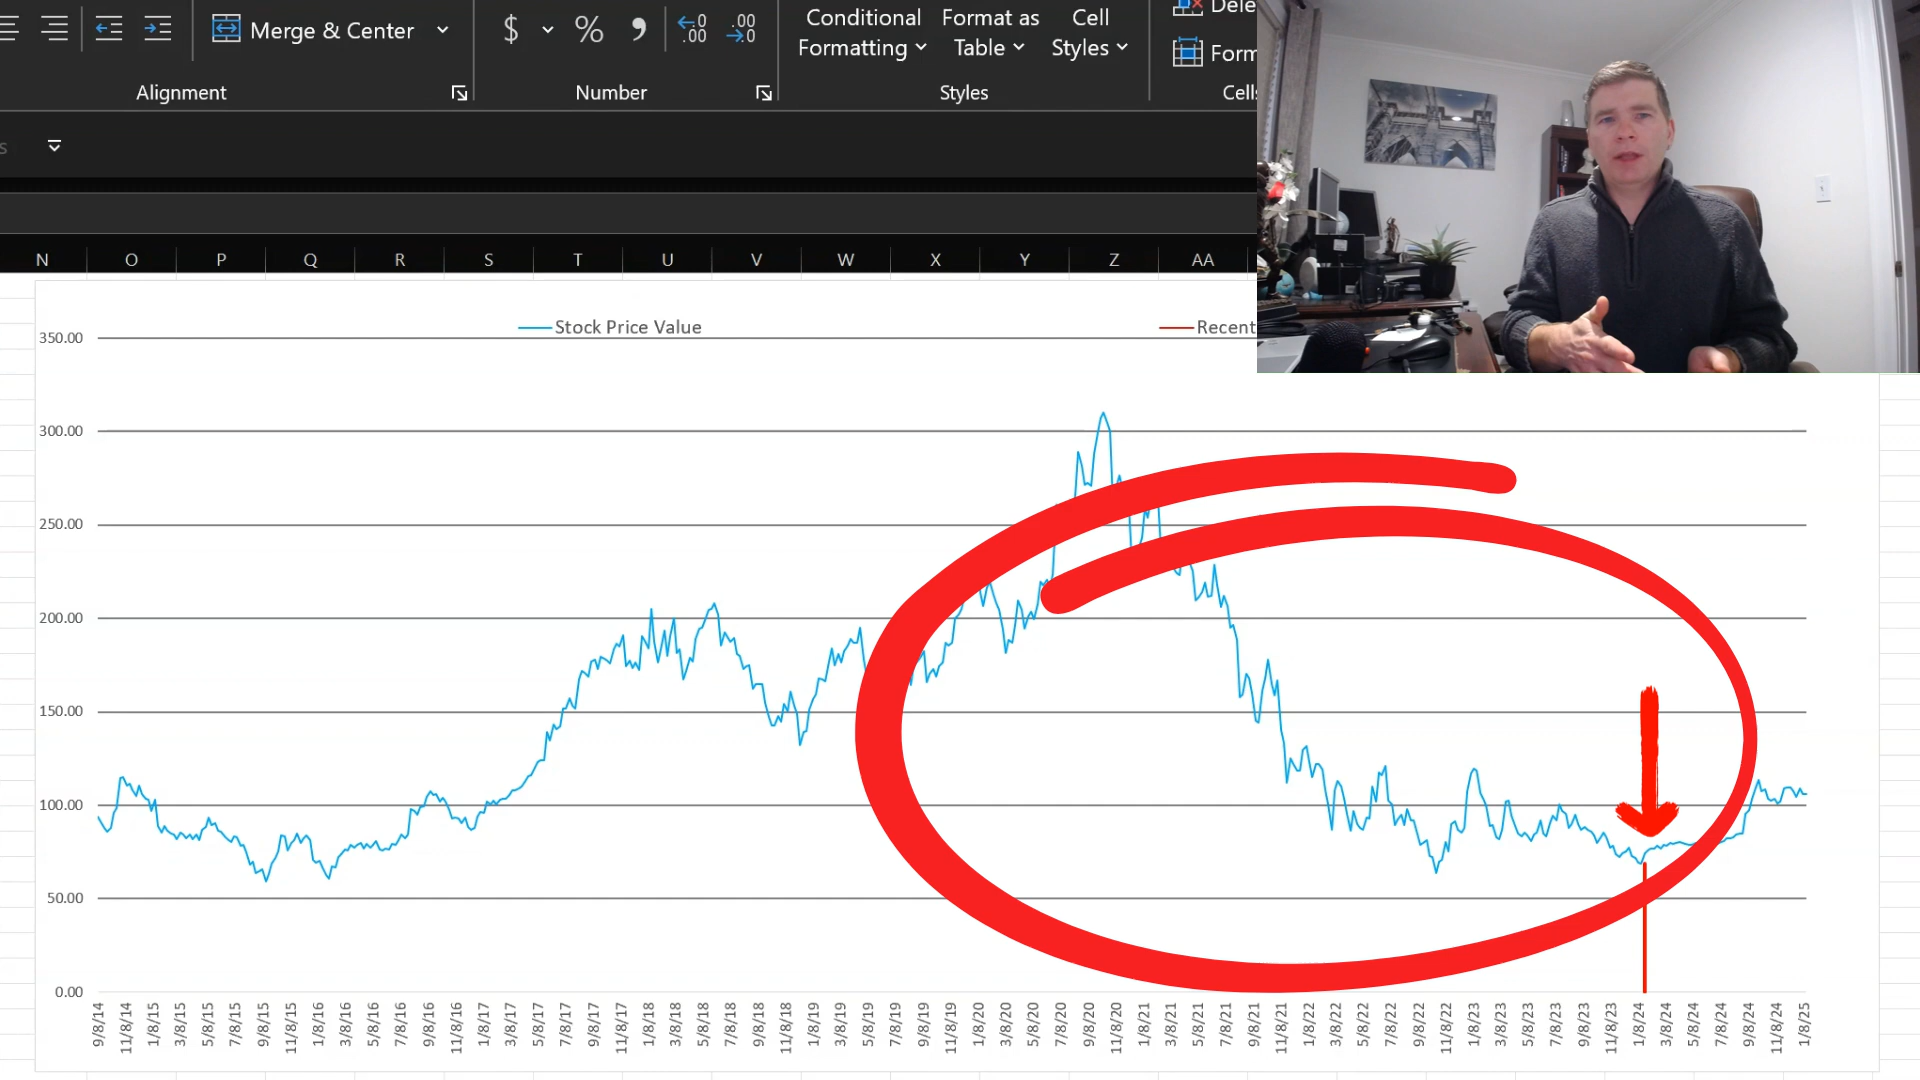 Merge & Center
$ % , .00
Conditional Formatting
Format as Table
Cell Styles
Alignment
Number
Styles
N O P Q R S T U V W X Y Z AA
Stock Price Value
Recent
350.00
300.00
250.00
200.00
150.00
100.00
50.00
0.00
9/8/14 11/8/14 1/8/15 3/8/15 5/8/15 7/8/15 9/8/15 11/8/15 1/8/16 3/8/16 5/8/16 7/8/16 9/8/16 11/8/16 1/8/17 3/8/17 5/8/17 7/8/17 9/8/17 11/8/17 1/8/18 3/8/18 5/8/18 7/8/18 9/8/18 11/8/18 1/8/19 3/8/19 5/8/19 7/8/19 9/8/19 11/8/19 1/8/20 3/8/20 5/8/20 7/8/20 9/8/20 11/8/20 1/8/21 3/8/21 5/8/21 7/8/21 9/8/21 11/8/21 1/8/22 3/8/22 5/8/22 7/8/22 9/8/22 11/8/22 1/8/23 3/8/23 5/8/23 7/8/23 9/8/23 11/8/23 1/8/24 3/8/24 5/8/24 7/8/24 9/8/24 11/8/24 1/8/25